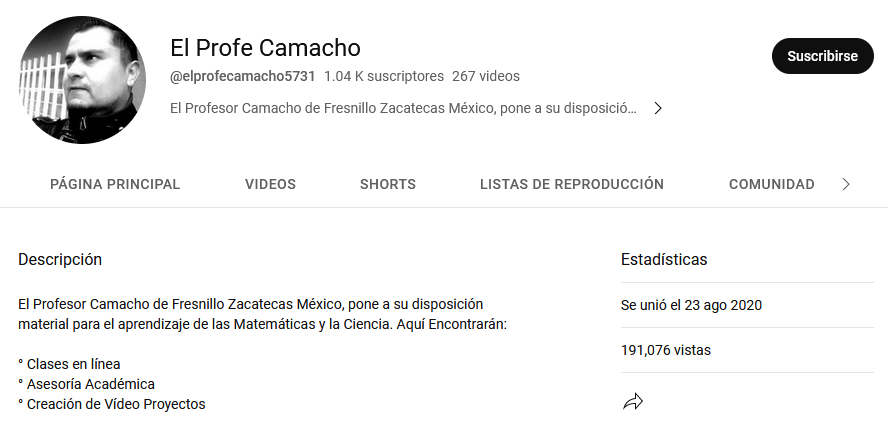 El Profe Camacho
@elprofecamacho5731 1.04 K suscriptores 267 videos
Suscribirse
El Profesor Camacho de Fresnillo Zacatecas México, pone a su disposició…
PÁGINA PRINCIPAL VIDEOS SHORTS LISTAS DE REPRODUCCIÓN COMUNIDAD
Descripción
El Profesor Camacho de Fresnillo Zacatecas México, pone a su disposición
material para el aprendizaje de las Matemáticas y la Ciencia. Aquí Encontrarán:
° Clases en línea
° Asesoría Académica
° Creación de Vídeo Proyectos
Estadísticas
Se unió el 23 ago 2020
191,076 vistas